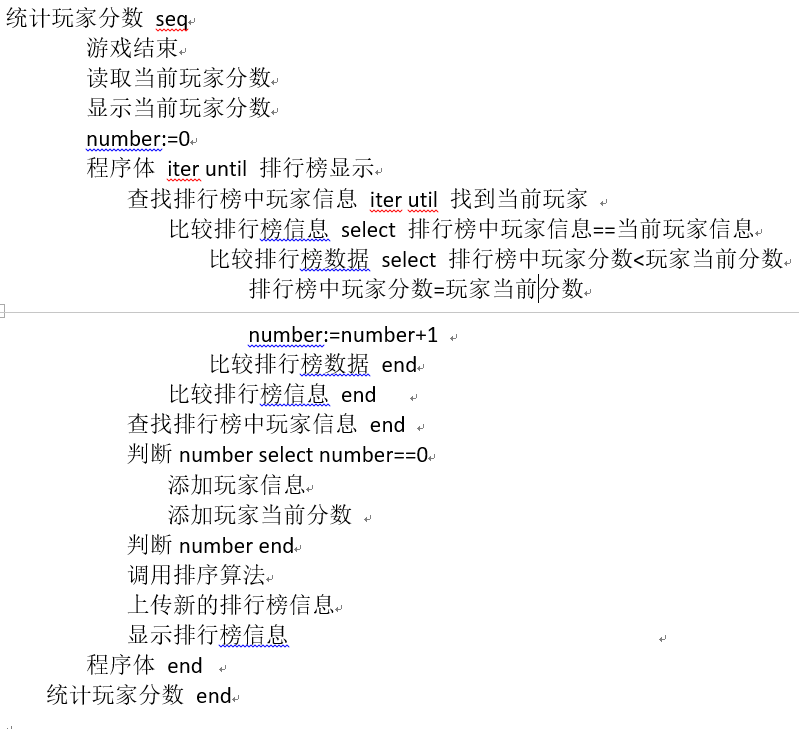 统计玩家分数 seq
游戏结束
读取当前玩家分数
显示当前玩家分数
number:=0
程序体 iter until 排行榜显示
查找排行榜中玩家信息 iter util 找到当前玩家
比较排行榜信息 select 排行榜中玩家信息==当前玩家信息
比较排行榜数据 select 排行榜中玩家分数<玩家当前分数
排行榜中玩家分数=玩家当前分数
number:=number+1
比较排行榜数据 end
比较排行榜信息 end
查找排行榜中玩家信息 end
判断 number select number==0
添加玩家信息
添加玩家当前分数
判断 number end
调用排序算法
上传新的排行榜信息
显示排行榜信息
程序体 end
统计玩家分数 end